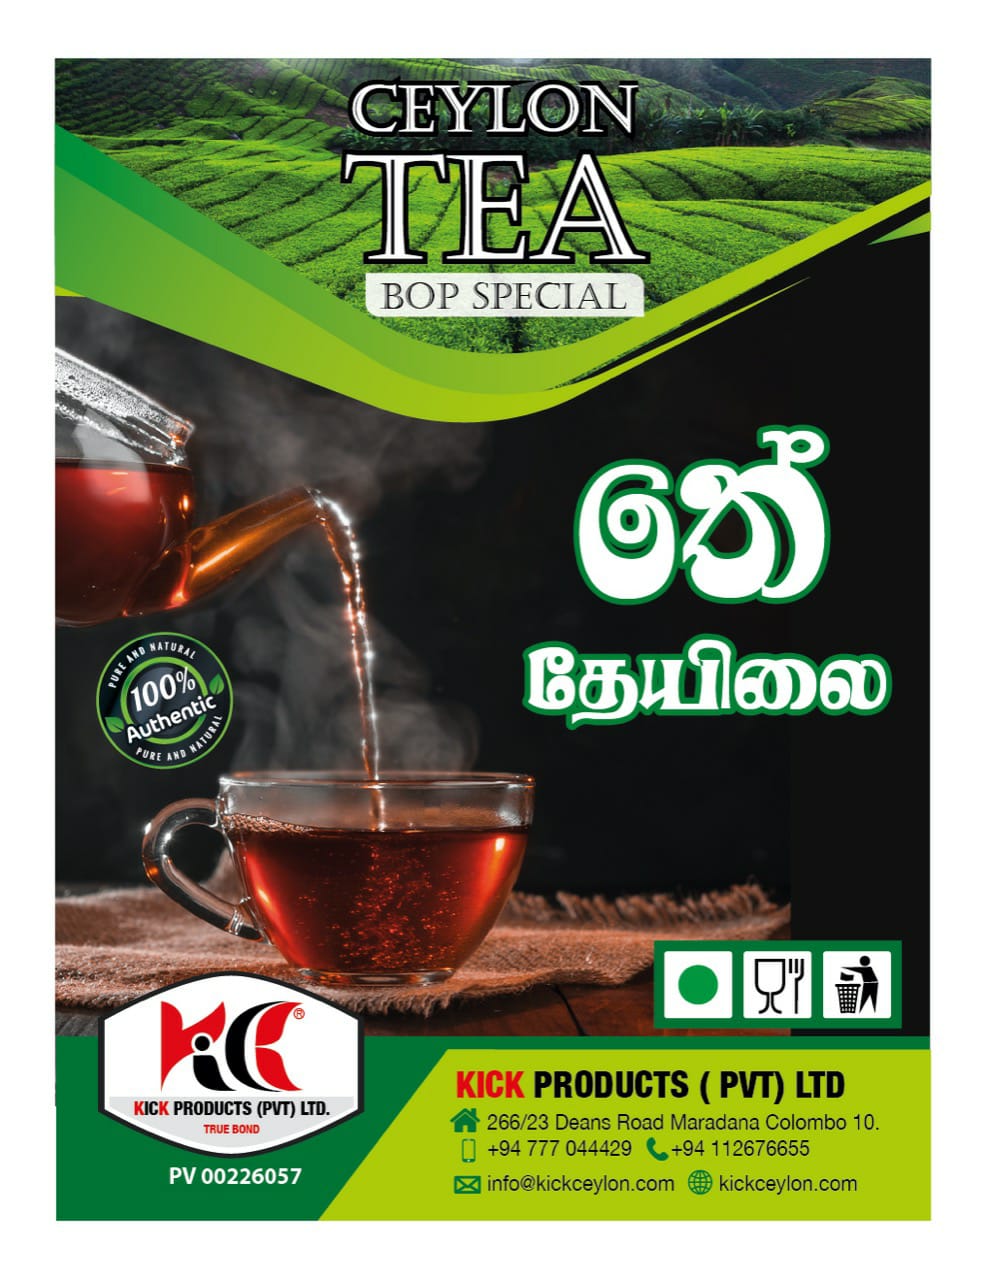 CEYLON
TEA
BOP SPECIAL
තේ
தேயிலை
PURE AND NATURAL
100%
Authentic
PURE AND NATURAL
KICK®
KICK PRODUCTS (PVT) LTD.
TRUE BOND
PV 00226057
KICK PRODUCTS ( PVT) LTD
266/23 Deans Road Maradana Colombo 10.
+94 777 044429 +94 112676655
info@kickceylon.com kickceylon.com